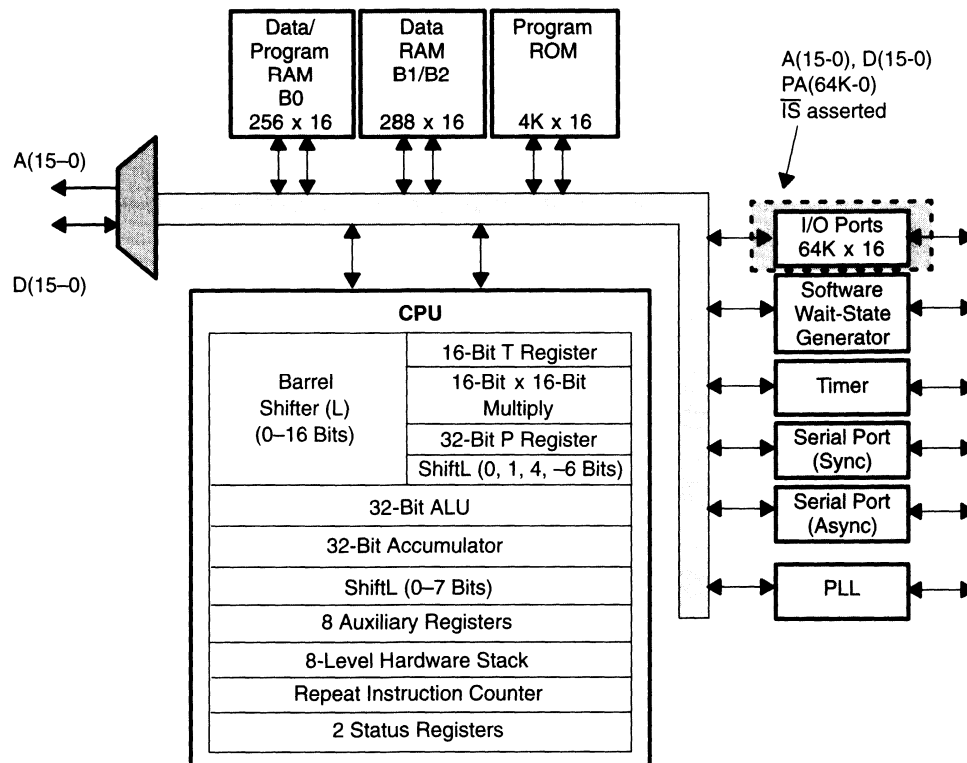 Data/
Program
RAM
B0
256 x 16
Data
RAM
B1/B2
288 x 16
Program
ROM
4K x 16
A(15-0), D(15-0)
PA(64K-0)
IS asserted
A(15–0)
D(15–0)
I/O Ports
64K x 16
Software
Wait-State
Generator
Timer
Serial Port
(Sync)
Serial Port
(Async)
PLL
CPU
Barrel
Shifter (L)
(0–16 Bits)
16-Bit T Register
16-Bit x 16-Bit
Multiply
32-Bit P Register
ShiftL (0, 1, 4, –6 Bits)
32-Bit ALU
32-Bit Accumulator
ShiftL (0–7 Bits)
8 Auxiliary Registers
8-Level Hardware Stack
Repeat Instruction Counter
2 Status Registers